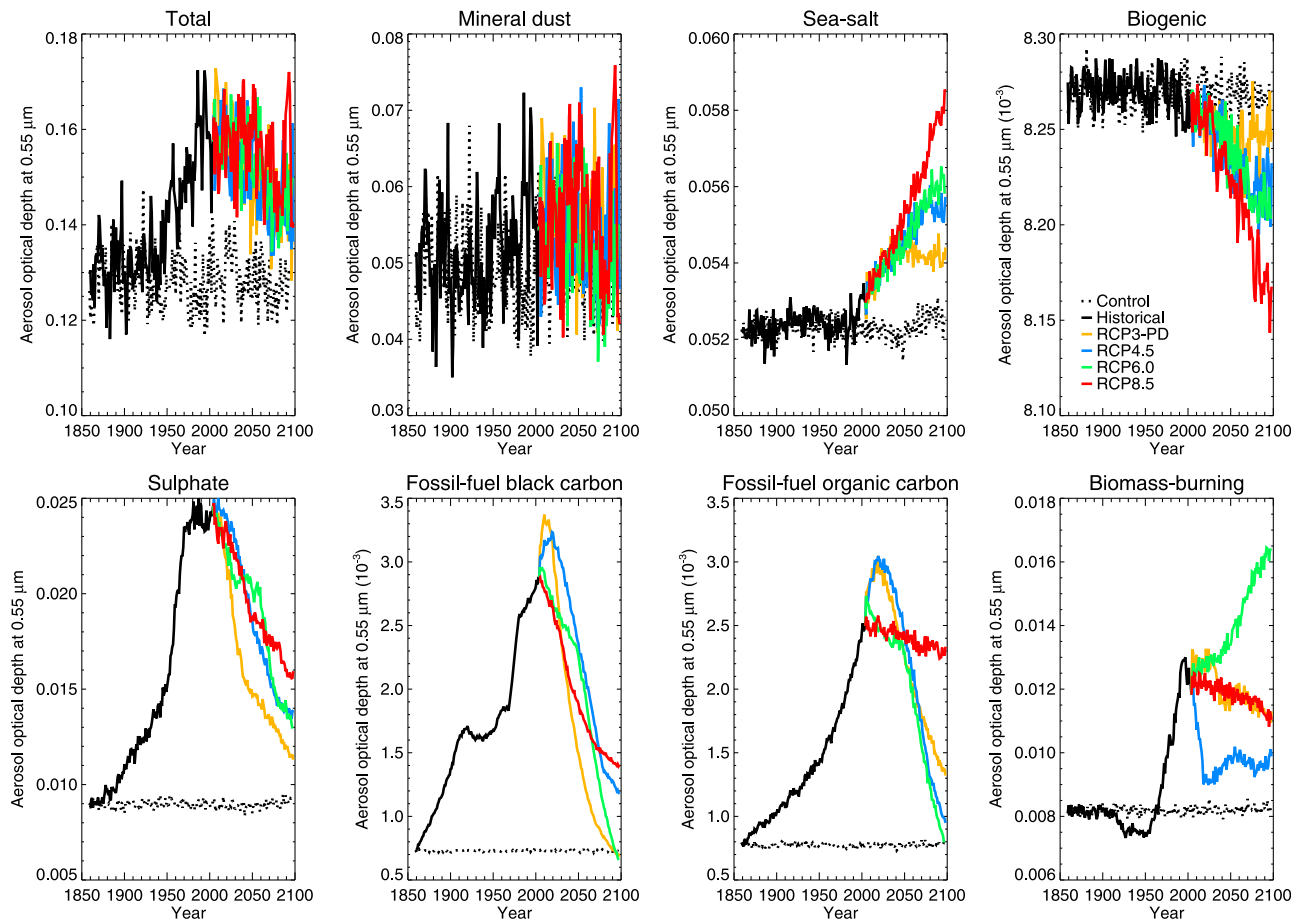 Total
Aerosol optical depth at 0.55 μm
0.18
0.16
0.14
0.12
0.10
1850 1900 1950 2000 2050 2100
Year
Mineral dust
Aerosol optical depth at 0.55 μm
0.08
0.07
0.06
0.05
0.04
0.03
1850 1900 1950 2000 2050 2100
Year
Sea-salt
Aerosol optical depth at 0.55 μm
0.060
0.058
0.056
0.054
0.052
0.050
1850 1900 1950 2000 2050 2100
Year
Biogenic
Aerosol optical depth at 0.55 μm (10⁻³)
8.30
8.25
8.20
8.15
8.10
Control
Historical
RCP3-PD
RCP4.5
RCP6.0
RCP8.5
1850 1900 1950 2000 2050 2100
Year
Sulphate
Aerosol optical depth at 0.55 μm
0.025
0.020
0.015
0.010
0.005
1850 1900 1950 2000 2050 2100
Year
Fossil-fuel black carbon
Aerosol optical depth at 0.55 μm (10⁻³)
3.5
3.0
2.5
2.0
1.5
1.0
0.5
1850 1900 1950 2000 2050 2100
Year
Fossil-fuel organic carbon
Aerosol optical depth at 0.55 μm (10⁻³)
3.5
3.0
2.5
2.0
1.5
1.0
0.5
1850 1900 1950 2000 2050 2100
Year
Biomass-burning
Aerosol optical depth at 0.55 μm
0.018
0.016
0.014
0.012
0.010
0.008
0.006
1850 1900 1950 2000 2050 2100
Year